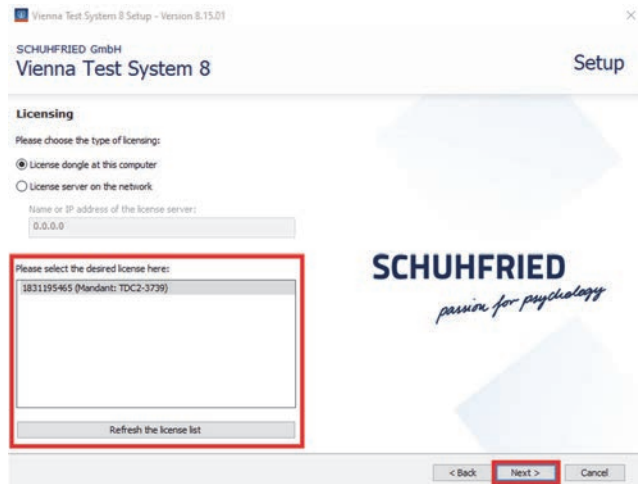 Vienna Test System 8 Setup - Version 8.15.01
SCHUHFRIED GmbH
Vienna Test System 8
Setup
Licensing
Please choose the type of licensing:
License dongle at this computer
License server on the network
Name or IP address of the license server:
0.0.0.0
Please select the desired license here:
1831195465 (Mandant: TDC2-3739)
Refresh the license list
SCHUHFRIED
passion for psychology
< Back
Next >
Cancel